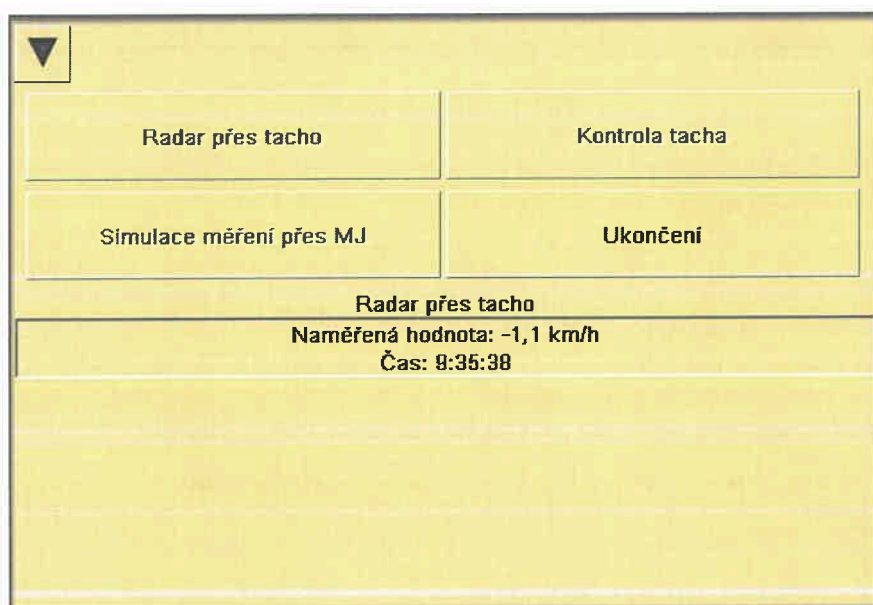 Radar přes tacho
Kontrola tacha
Simulace měření přes MJ
Ukončení
Radar přes tacho
Naměřená hodnota: -1,1 km/h
Čas: 9:35:38